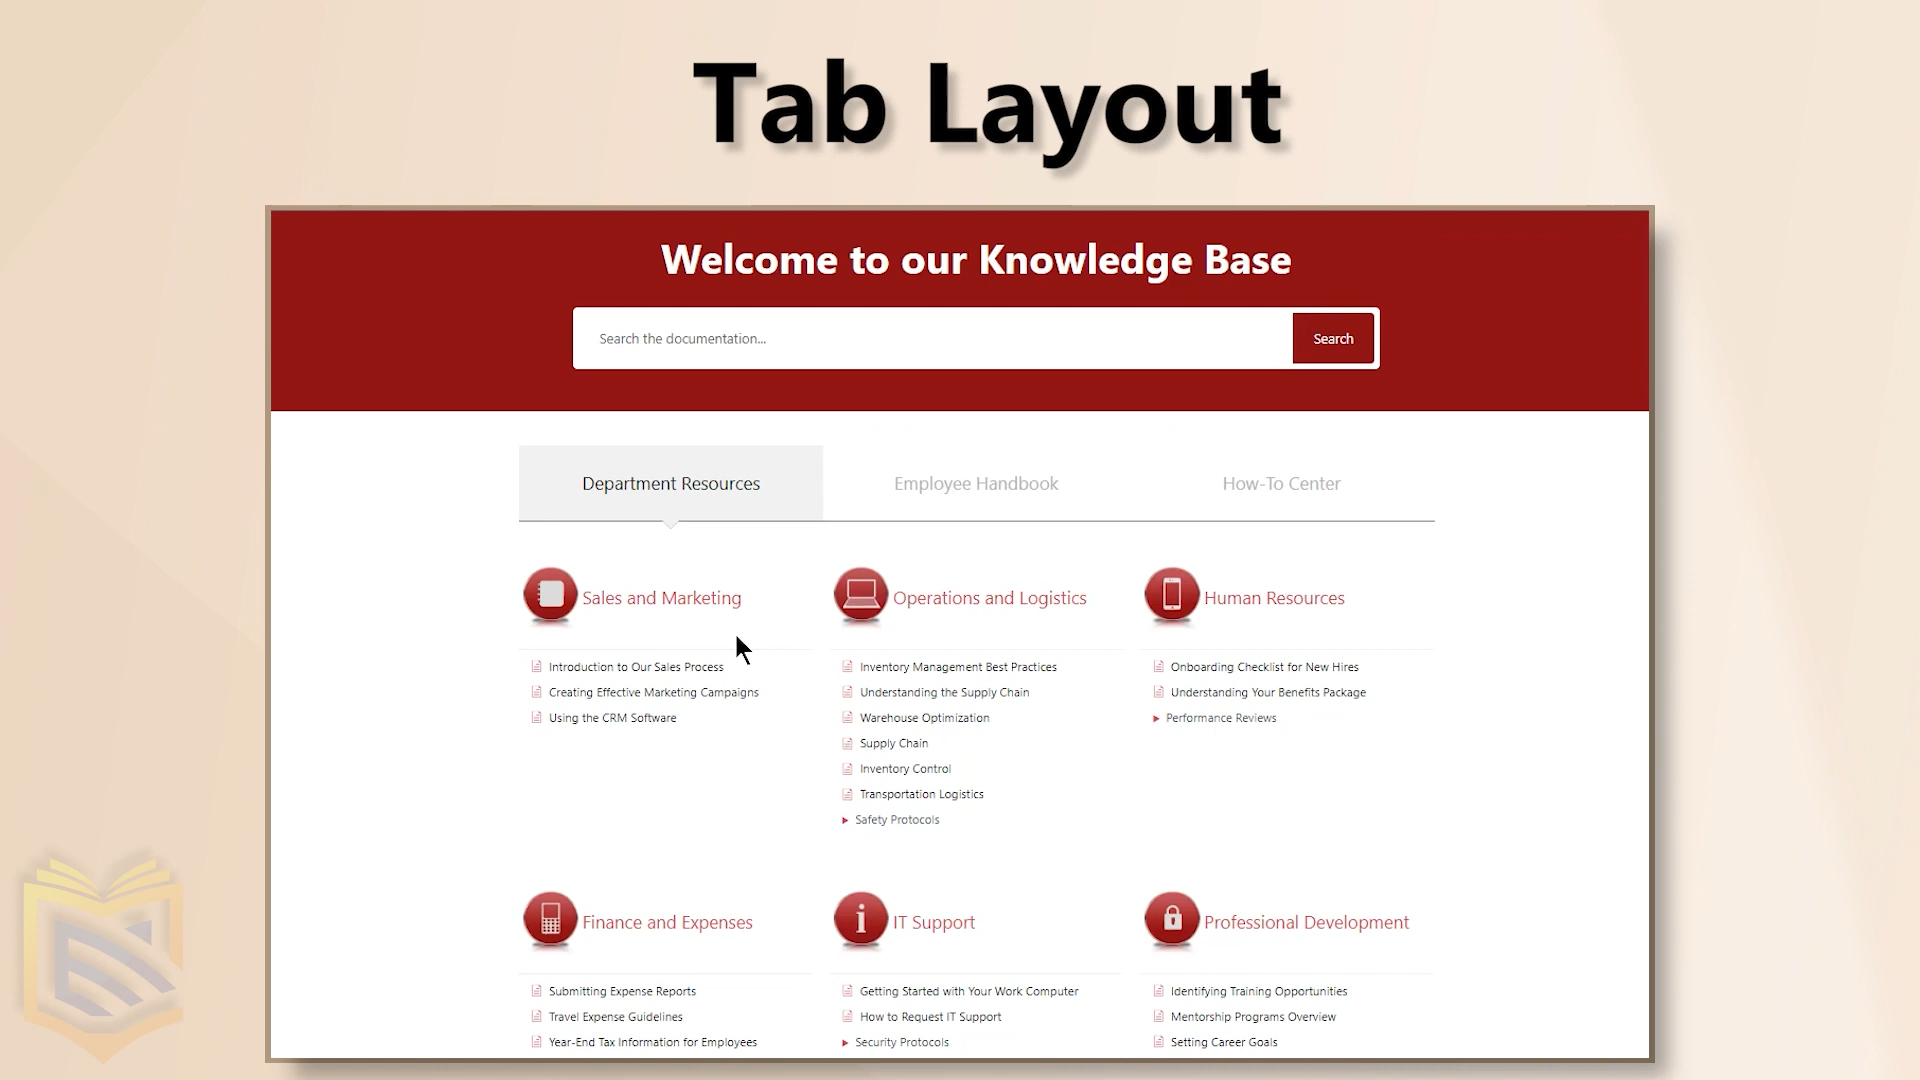 Tab Layout
Welcome to our Knowledge Base
Search the documentation...
Search
Department Resources
Employee Handbook
How-To Center
Sales and Marketing
Introduction to Our Sales Process
Creating Effective Marketing Campaigns
Using the CRM Software
Operations and Logistics
Inventory Management Best Practices
Understanding the Supply Chain
Warehouse Optimization
Supply Chain
Inventory Control
Transportation Logistics
Safety Protocols
Human Resources
Onboarding Checklist for New Hires
Understanding Your Benefits Package
Performance Reviews
Finance and Expenses
Submitting Expense Reports
Travel Expense Guidelines
Year-End Tax Information for Employees
IT Support
Getting Started with Your Work Computer
How to Request IT Support
Security Protocols
Professional Development
Identifying Training Opportunities
Mentorship Programs Overview
Setting Career Goals